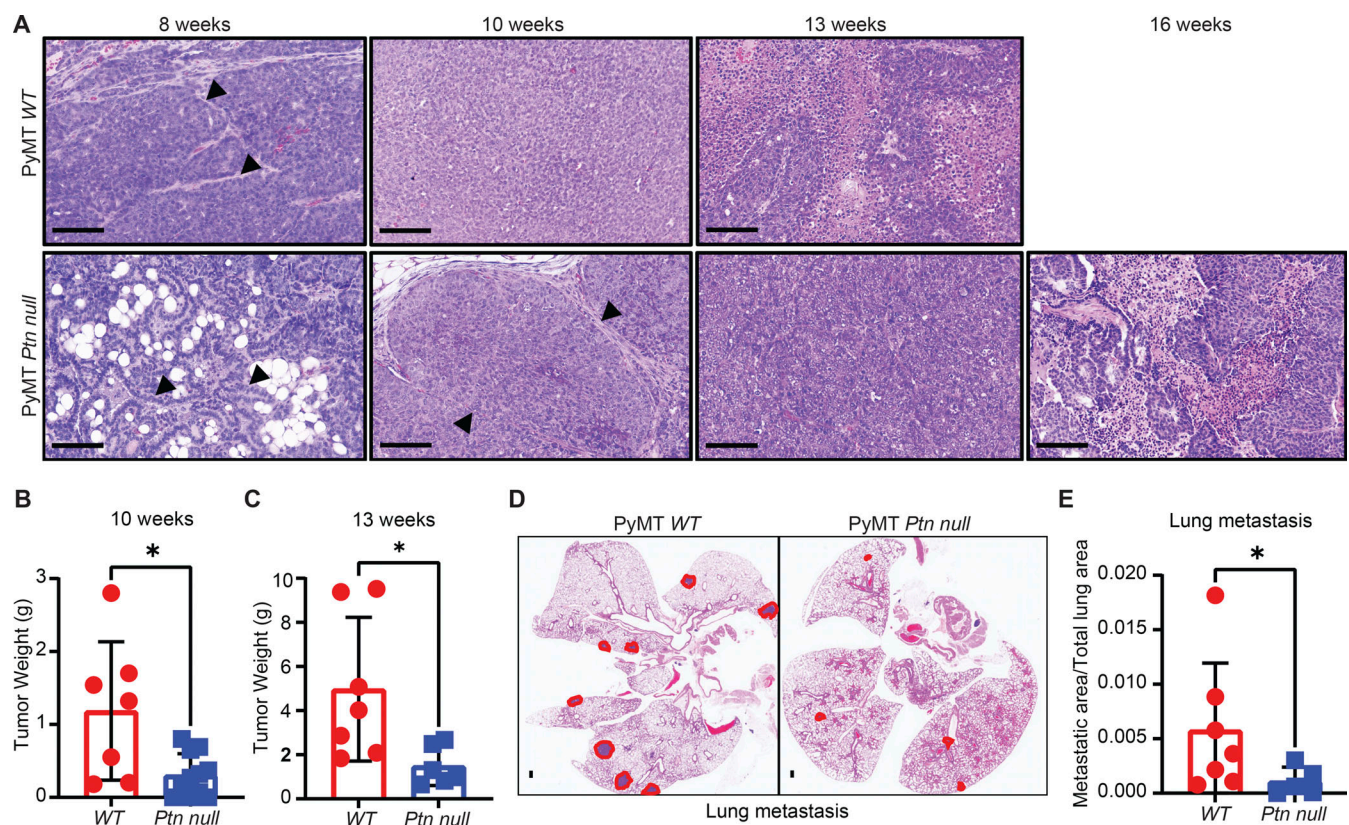 A
8 weeks
10 weeks
13 weeks
16 weeks
PyMT WT
PyMT Ptn null
B
10 weeks
*
Tumor Weight (g)
3
2
1
0
WT
Ptn null
C
13 weeks
*
Tumor Weight (g)
10
8
6
4
2
0
WT
Ptn null
D
PyMT WT
PyMT Ptn null
Lung metastasis
E
Lung metastasis
*
Metastatic area/Total lung area
0.020
0.015
0.010
0.005
0.000
WT
Ptn null